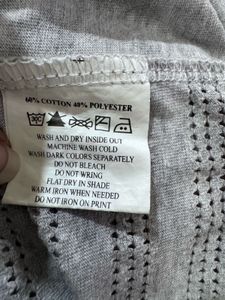 60% COTTON 40% POLYESTER
WASH AND DRY INSIDE OUT
MACHINE WASH COLD
WASH DARK COLORS SEPARATELY
DO NOT BLEACH
DO NOT WRING
FLAT DRY IN SHADE
WARM IRON WHEN NEEDED
DO NOT IRON ON PRINT